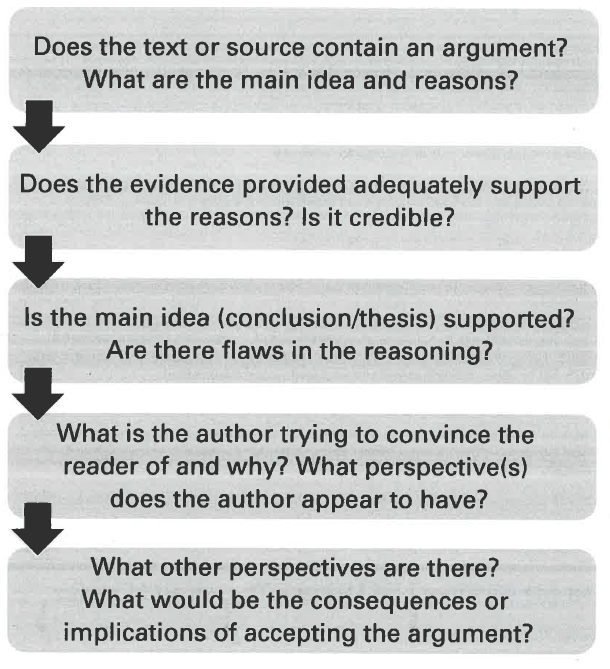 Does the text or source contain an argument?
What are the main idea and reasons?
Does the evidence provided adequately support
the reasons? Is it credible?
Is the main idea (conclusion/thesis) supported?
Are there flaws in the reasoning?
What is the author trying to convince the
reader of and why? What perspective(s)
does the author appear to have?
What other perspectives are there?
What would be the consequences or
implications of accepting the argument?